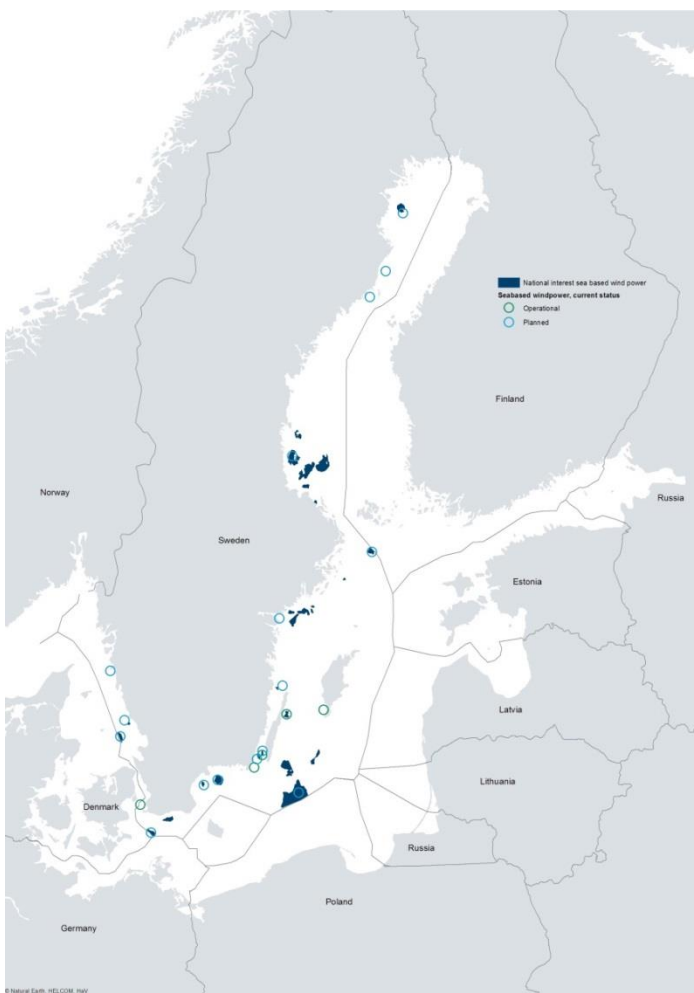 National interest sea based wind power
Seabased windpower, current status
Operational
Planned
Finland
Norway
Russia
Sweden
Estonia
Latvia
Lithuania
Denmark
Russia
Poland
Germany
© Natural Earth, HELCOM, HaV